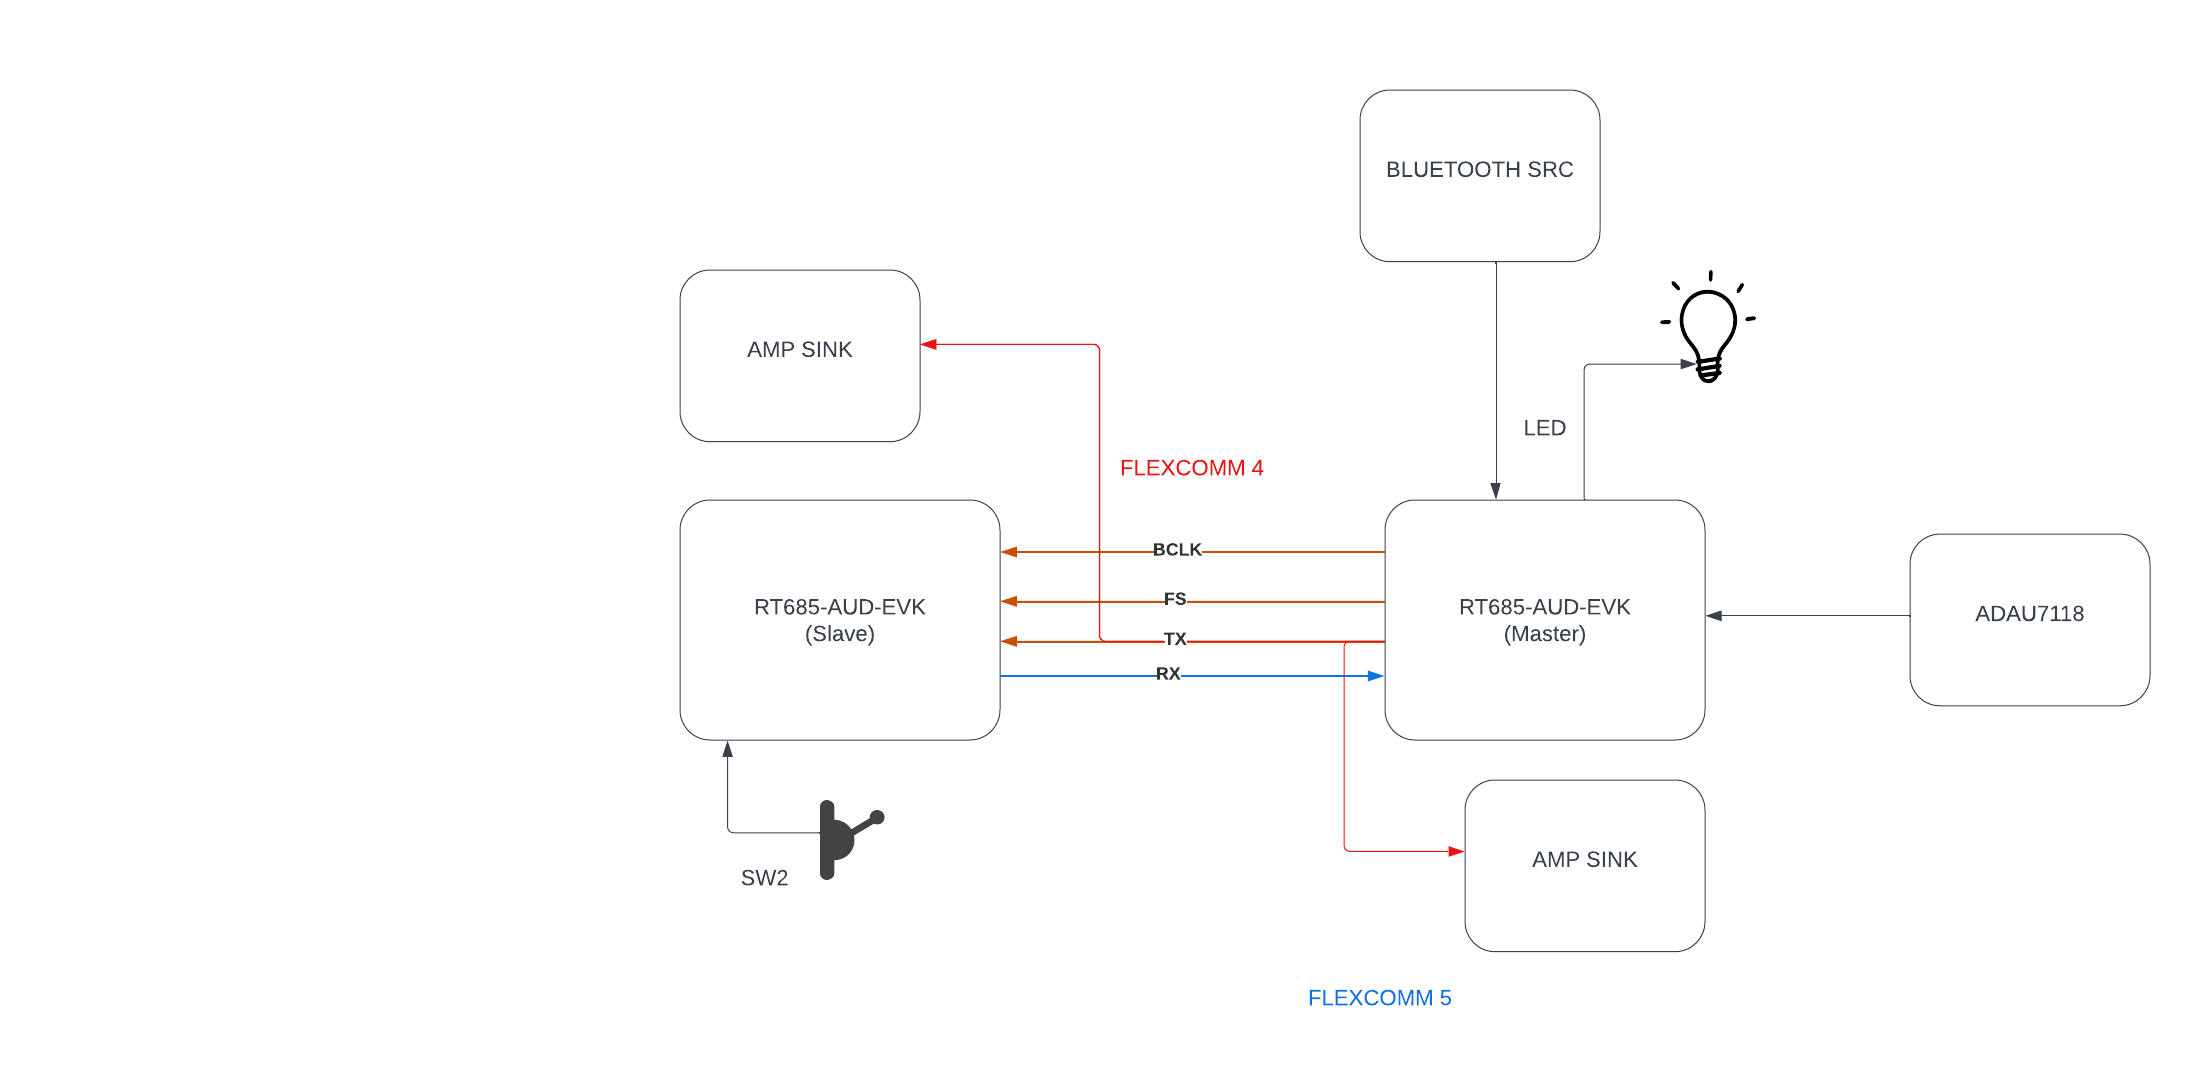 BLUETOOTH SRC
AMP SINK
LED
FLEXCOMM 4
BCLK
FS
TX
RX
RT685-AUD-EVK
(Slave)
RT685-AUD-EVK
(Master)
ADAU7118
SW2
AMP SINK
FLEXCOMM 5